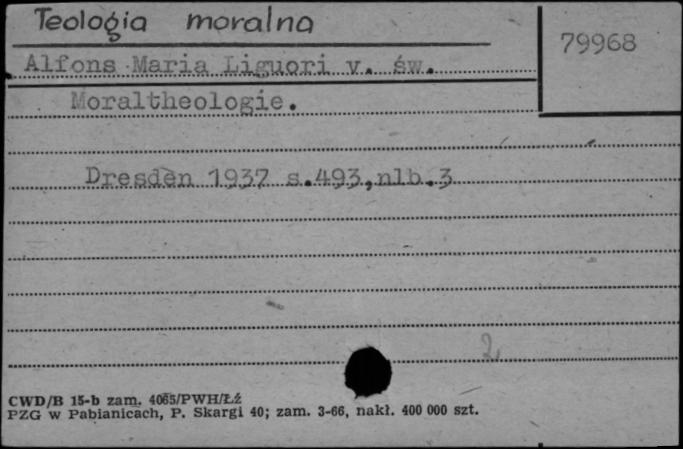 Teologia moralna
79968
Alfons Maria Liguori v. św.
Moraltheologie.
Dresden 1937 s.493,nlb.3
2
CWD/B 15-b zam. 4065/PWH/Łź
PZG w Pabianicach, P. Skargi 40; zam. 3-66, nakł. 400 000 szt.